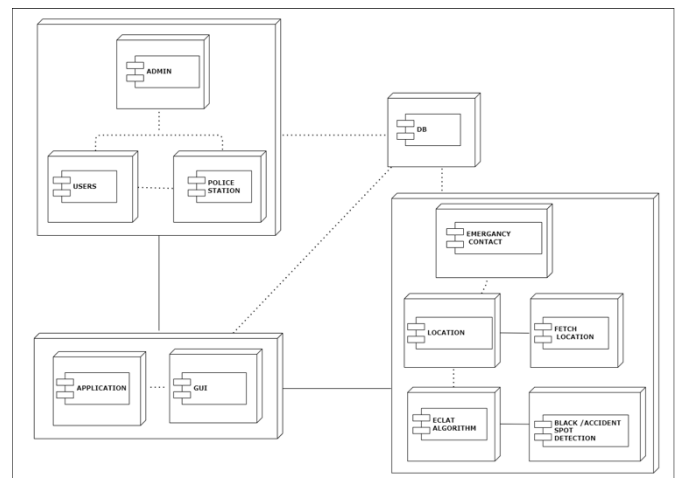 ADMIN
USERS
POLICE
STATION
DB
EMERGANCY
CONTACT
LOCATION
FETCH
LOCATION
APPLICATION
GUI
ECLAT
ALGORITHM
BLACK /ACCIDENT
SPOT
DETECTION